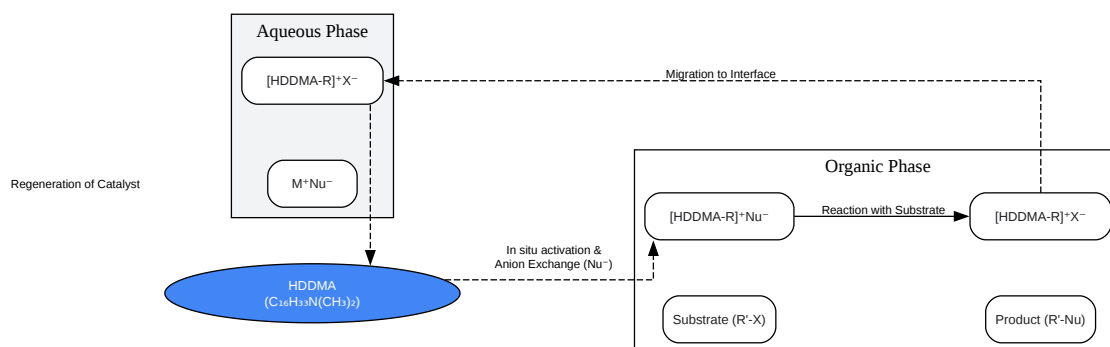 Aqueous Phase
[HDDMA-R]⁺X⁻
Migration to Interface
M⁺Nu⁻
Regeneration of Catalyst
Organic Phase
[HDDMA-R]⁺Nu⁻
Reaction with Substrate
[HDDMA-R]⁺X⁻
In situ activation &
Anion Exchange (Nu⁻)
HDDMA
(C₁₆H₃₃N(CH₃)₂)
Substrate (R'-X)
Product (R'-Nu)